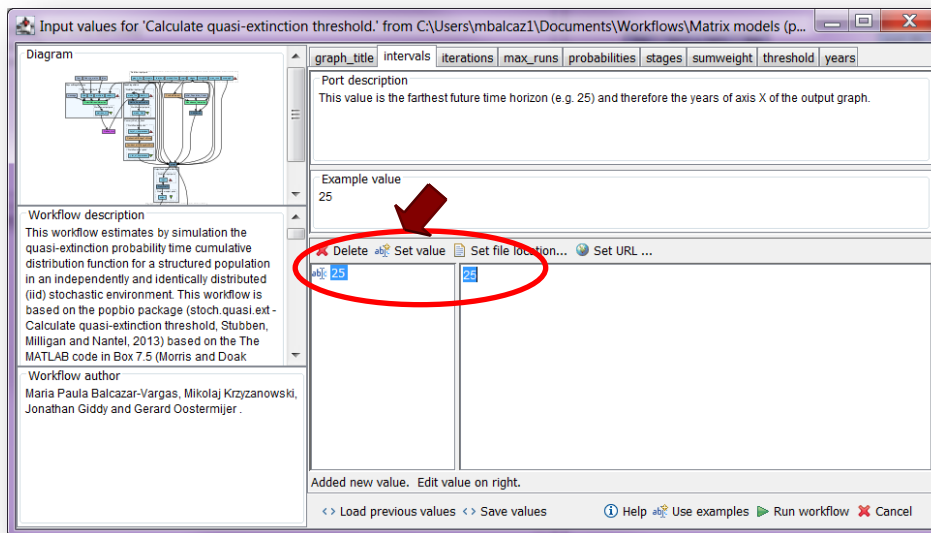 Input values for 'Calculate quasi-extinction threshold.' from C:\Users\mbalcaz1\Documents\Workflows\Matrix models (p...
Diagram
graph_title intervals iterations max_runs probabilities stages sumweight threshold years
Port description
This value is the farthest future time horizon (e.g. 25) and therefore the years of axis X of the output graph.
Example value
25
Workflow description
This workflow estimates by simulation the
quasi-extinction probability time cumulative
distribution function for a structured population
in an independently and identically distributed
(iid) stochastic environment. This workflow is
based on the popbio package (stoch.quasi.ext -
Calculate quasi-extinction threshold, Stubben,
Milligan and Nantel, 2013) based on the The
MATLAB code in Box 7.5 (Morris and Doak
Delete Set value Set file location... Set URL ...
25
25
Workflow author
Maria Paula Balcazar-Vargas, Mikolaj Krzyzanowski,
Jonathan Giddy and Gerard Oostermijer .
Added new value. Edit value on right.
Load previous values Save values Help Use examples Run workflow Cancel